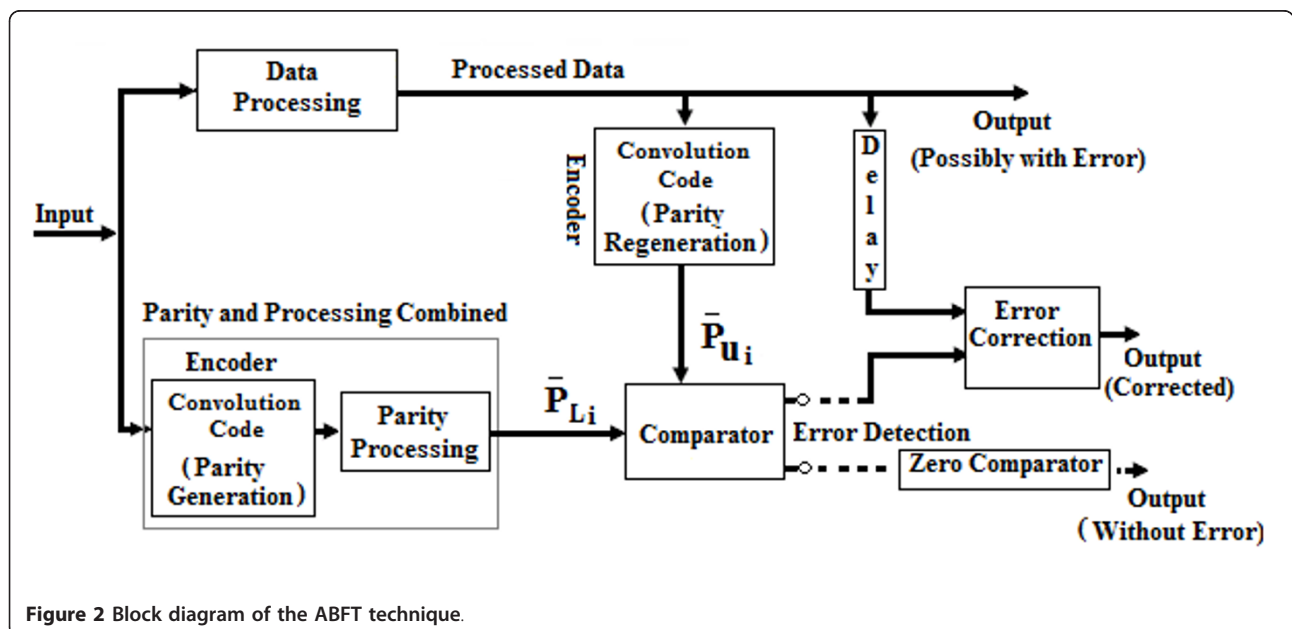 Data
Processing
Processed Data
Output
(Possibly with Error)
Encoder
Convolution
Code
(Parity
Regeneration)
Delay
Input
Parity and Processing Combined
Encoder
Convolution
Code
(Parity
Generation)
Parity
Processing
P̄Li
P̄ui
Comparator
Error Detection
Error
Correction
Output
(Corrected)
Zero Comparator
Output
(Without Error)
Figure 2 Block diagram of the ABFT technique.